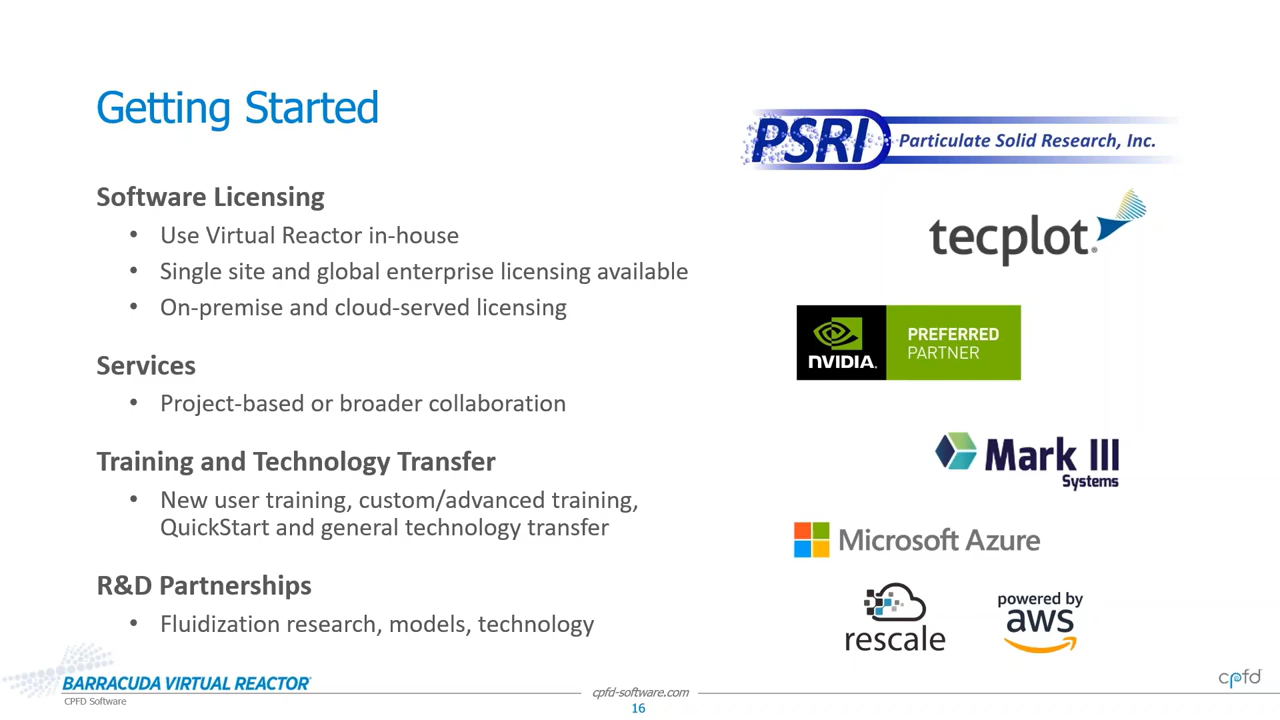 Getting Started
Software Licensing
• Use Virtual Reactor in-house
• Single site and global enterprise licensing available
• On-premise and cloud-served licensing
Services
• Project-based or broader collaboration
Training and Technology Transfer
• New user training, custom/advanced training,
QuickStart and general technology transfer
R&D Partnerships
• Fluidization research, models, technology
PSRI Particulate Solid Research, Inc.
tecplot®
NVIDIA.
PREFERRED
PARTNER
Mark III
Systems
Microsoft Azure
rescale
powered by
aws
BARRACUDA VIRTUAL REACTOR
CPFD Software
cpfd-software.com
16
cpfd